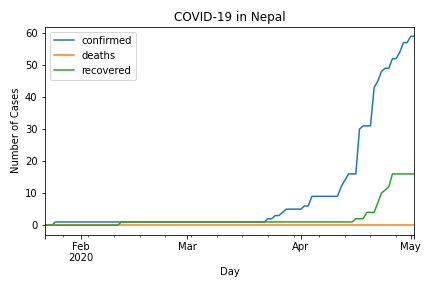 COVID-19 in Nepal
confirmed
deaths
recovered
Number of Cases
60
50
40
30
20
10
0
Feb
2020
Mar
Apr
May
Day